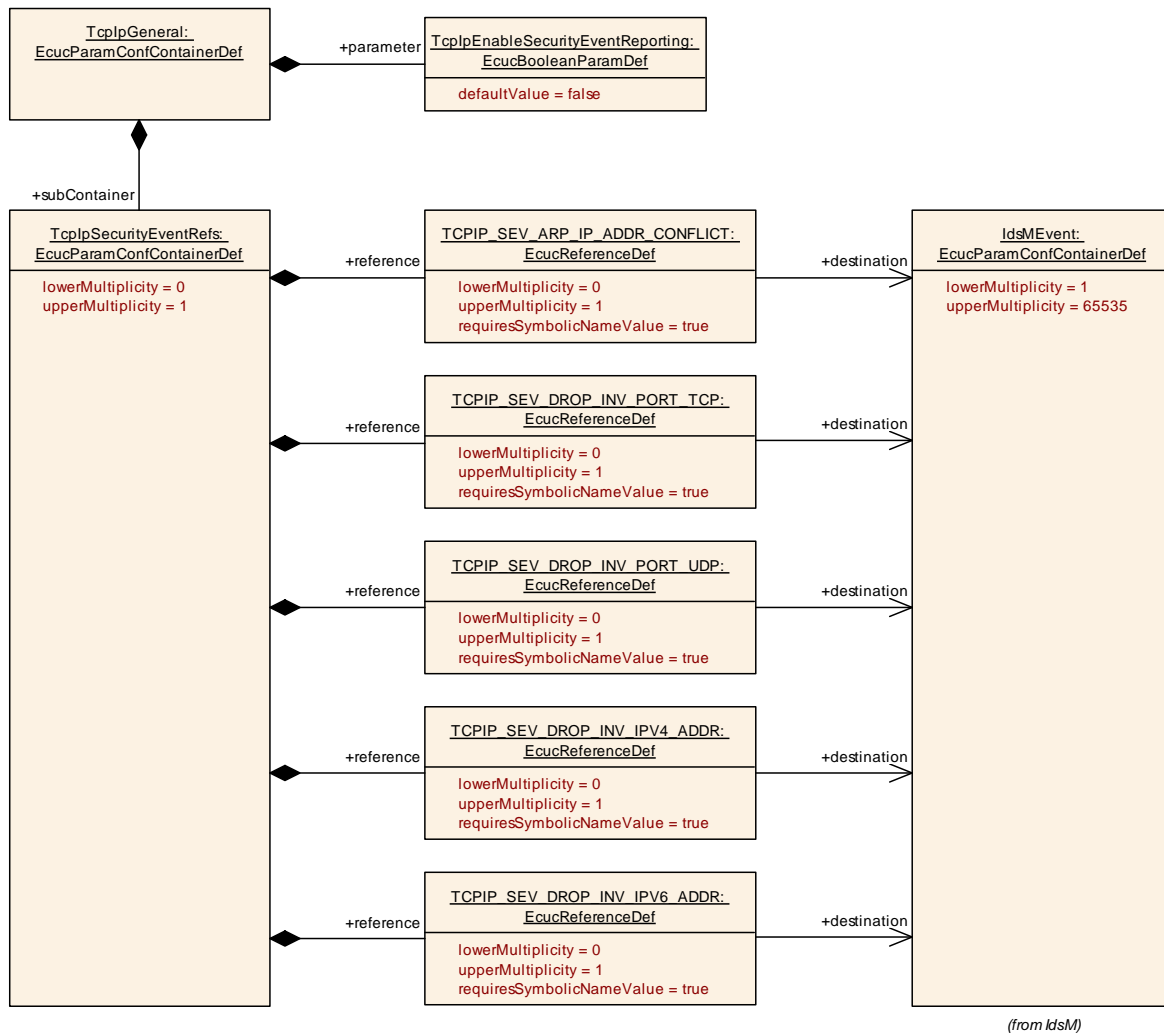 TcpIpGeneral:
EcucParamConfContainerDef
+parameter
TcpIpEnableSecurityEventReporting:
EcucBooleanParamDef
defaultValue = false
+subContainer
TcpIpSecurityEventRefs:
EcucParamConfContainerDef
lowerMultiplicity = 0
upperMultiplicity = 1
+reference
TCPIP_SEV_ARP_IP_ADDR_CONFLICT:
EcucReferenceDef
lowerMultiplicity = 0
upperMultiplicity = 1
requiresSymbolicNameValue = true
+destination
IdsMEvent:
EcucParamConfContainerDef
lowerMultiplicity = 1
upperMultiplicity = 65535
+reference
TCPIP_SEV_DROP_INV_PORT_TCP:
EcucReferenceDef
lowerMultiplicity = 0
upperMultiplicity = 1
requiresSymbolicNameValue = true
+destination
+reference
TCPIP_SEV_DROP_INV_PORT_UDP:
EcucReferenceDef
lowerMultiplicity = 0
upperMultiplicity = 1
requiresSymbolicNameValue = true
+destination
+reference
TCPIP_SEV_DROP_INV_IPV4_ADDR:
EcucReferenceDef
lowerMultiplicity = 0
upperMultiplicity = 1
requiresSymbolicNameValue = true
+destination
+reference
TCPIP_SEV_DROP_INV_IPV6_ADDR:
EcucReferenceDef
lowerMultiplicity = 0
upperMultiplicity = 1
requiresSymbolicNameValue = true
+destination
(from IdsM)